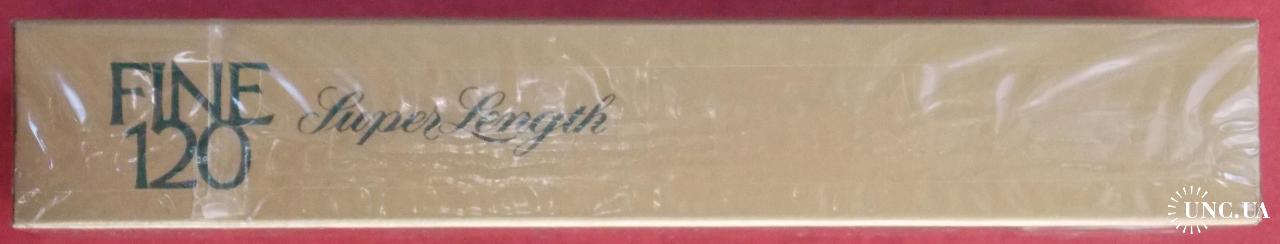 FINE
120
Super Length
UNC.UA